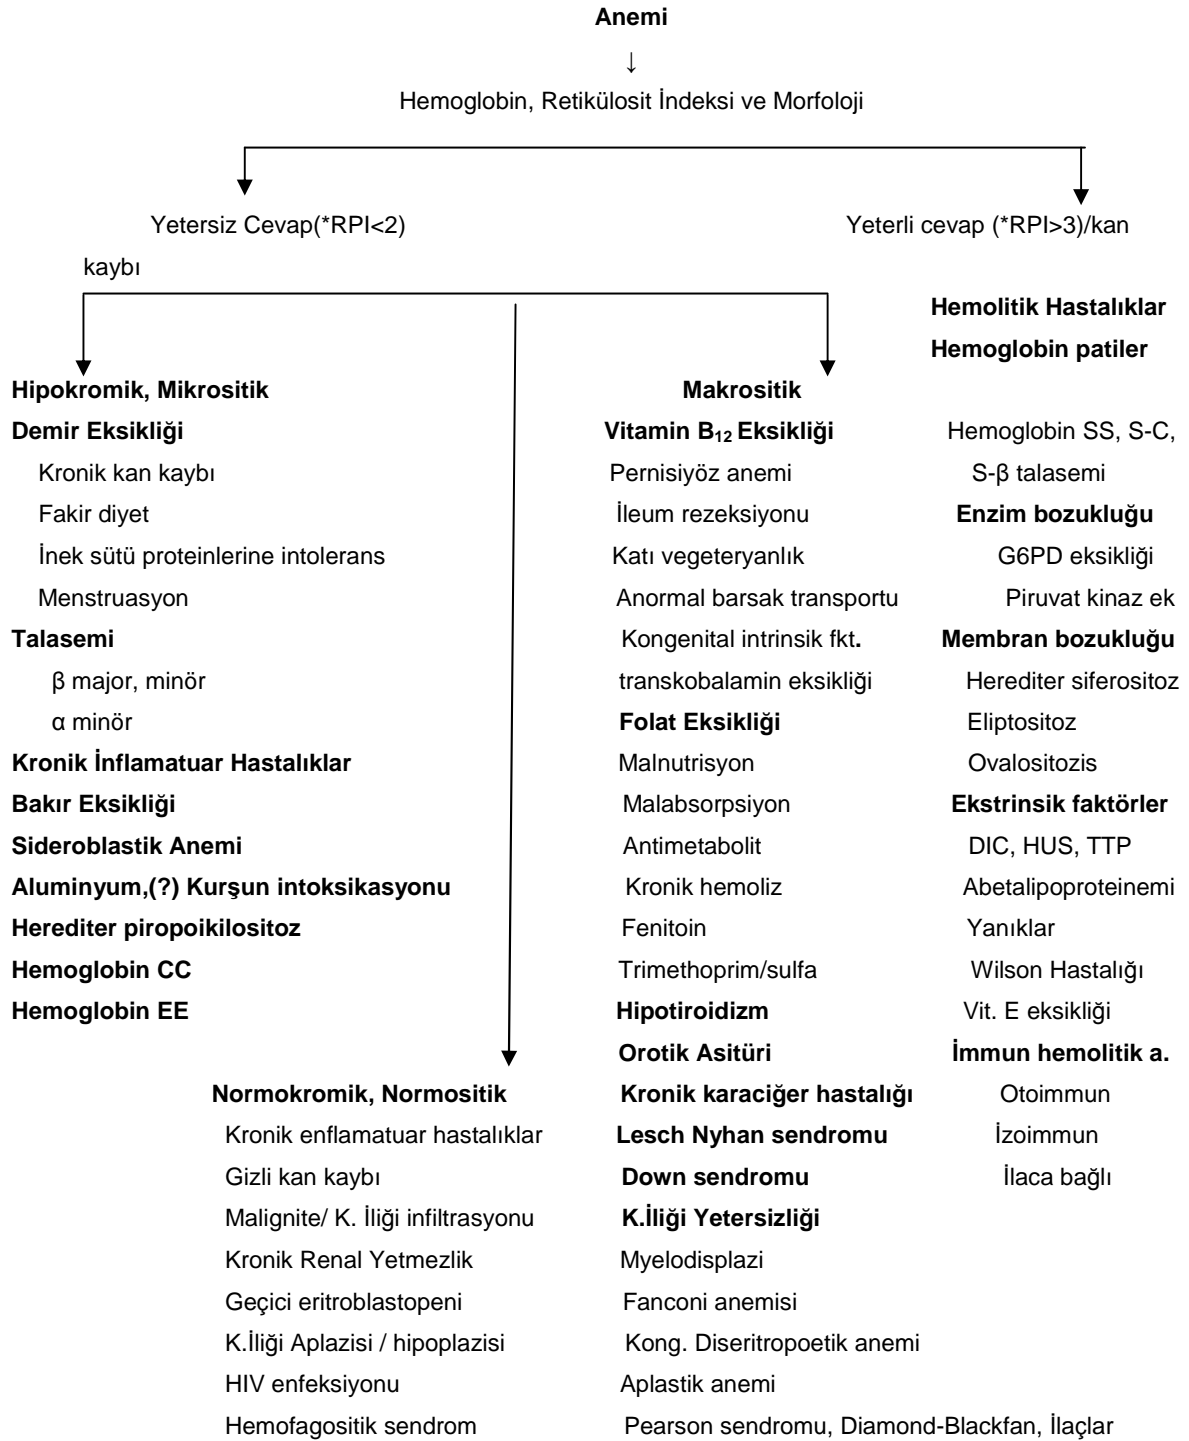 Anemi
↓
Hemoglobin, Retikülosit İndeksi ve Morfoloji
Yetersiz Cevap(*RPI<2)
Yeterli cevap (*RPI>3)/kan
kaybı
Hipokromik, Mikrositik
Demir Eksikliği
Kronik kan kaybı
Fakir diyet
İnek sütü proteinlerine intolerans
Menstruasyon
Talasemi
β major, minör
α minör
Kronik İnflamatuar Hastalıklar
Bakır Eksikliği
Sideroblastik Anemi
Aluminyum,(?) Kurşun intoksikasyonu
Herediter piropoikilositoz
Hemoglobin CC
Hemoglobin EE
Normokromik, Normositik
Kronik enflamatuar hastalıklar
Gizli kan kaybı
Malignite/ K. İliği infiltrasyonu
Kronik Renal Yetmezlik
Geçici eritroblastopeni
K.İliği Aplazisi / hipoplazisi
HIV enfeksiyonu
Hemofagositik sendrom
Makrositik
Vitamin B₁₂ Eksikliği
Pernisiyöz anemi
İleum rezeksiyonu
Katı vegeteryanlık
Anormal barsak transportu
Kongenital intrinsik fkt.
transkobalamin eksikliği
Folat Eksikliği
Malnutrisyon
Malabsorpsiyon
Antimetabolit
Kronik hemoliz
Fenitoin
Trimethoprim/sulfa
Hipotiroidizm
Orotik Asitüri
Kronik karaciğer hastalığı
Lesch Nyhan sendromu
Down sendromu
K.İliği Yetersizliği
Myelodisplazi
Fanconi anemisi
Kong. Diseritropoetik anemi
Aplastik anemi
Pearson sendromu, Diamond-Blackfan, İlaçlar
Hemolitik Hastalıklar
Hemoglobin patiler
Hemoglobin SS, S-C,
S-β talasemi
Enzim bozukluğu
G6PD eksikliği
Piruvat kinaz ek
Membran bozukluğu
Herediter siferositoz
Eliptositoz
Ovalositozis
Ekstrinsik faktörler
DIC, HUS, TTP
Abetalipoproteinemi
Yanıklar
Wilson Hastalığı
Vit. E eksikliği
İmmun hemolitik a.
Otoimmun
İzoimmun
İlaca bağlı